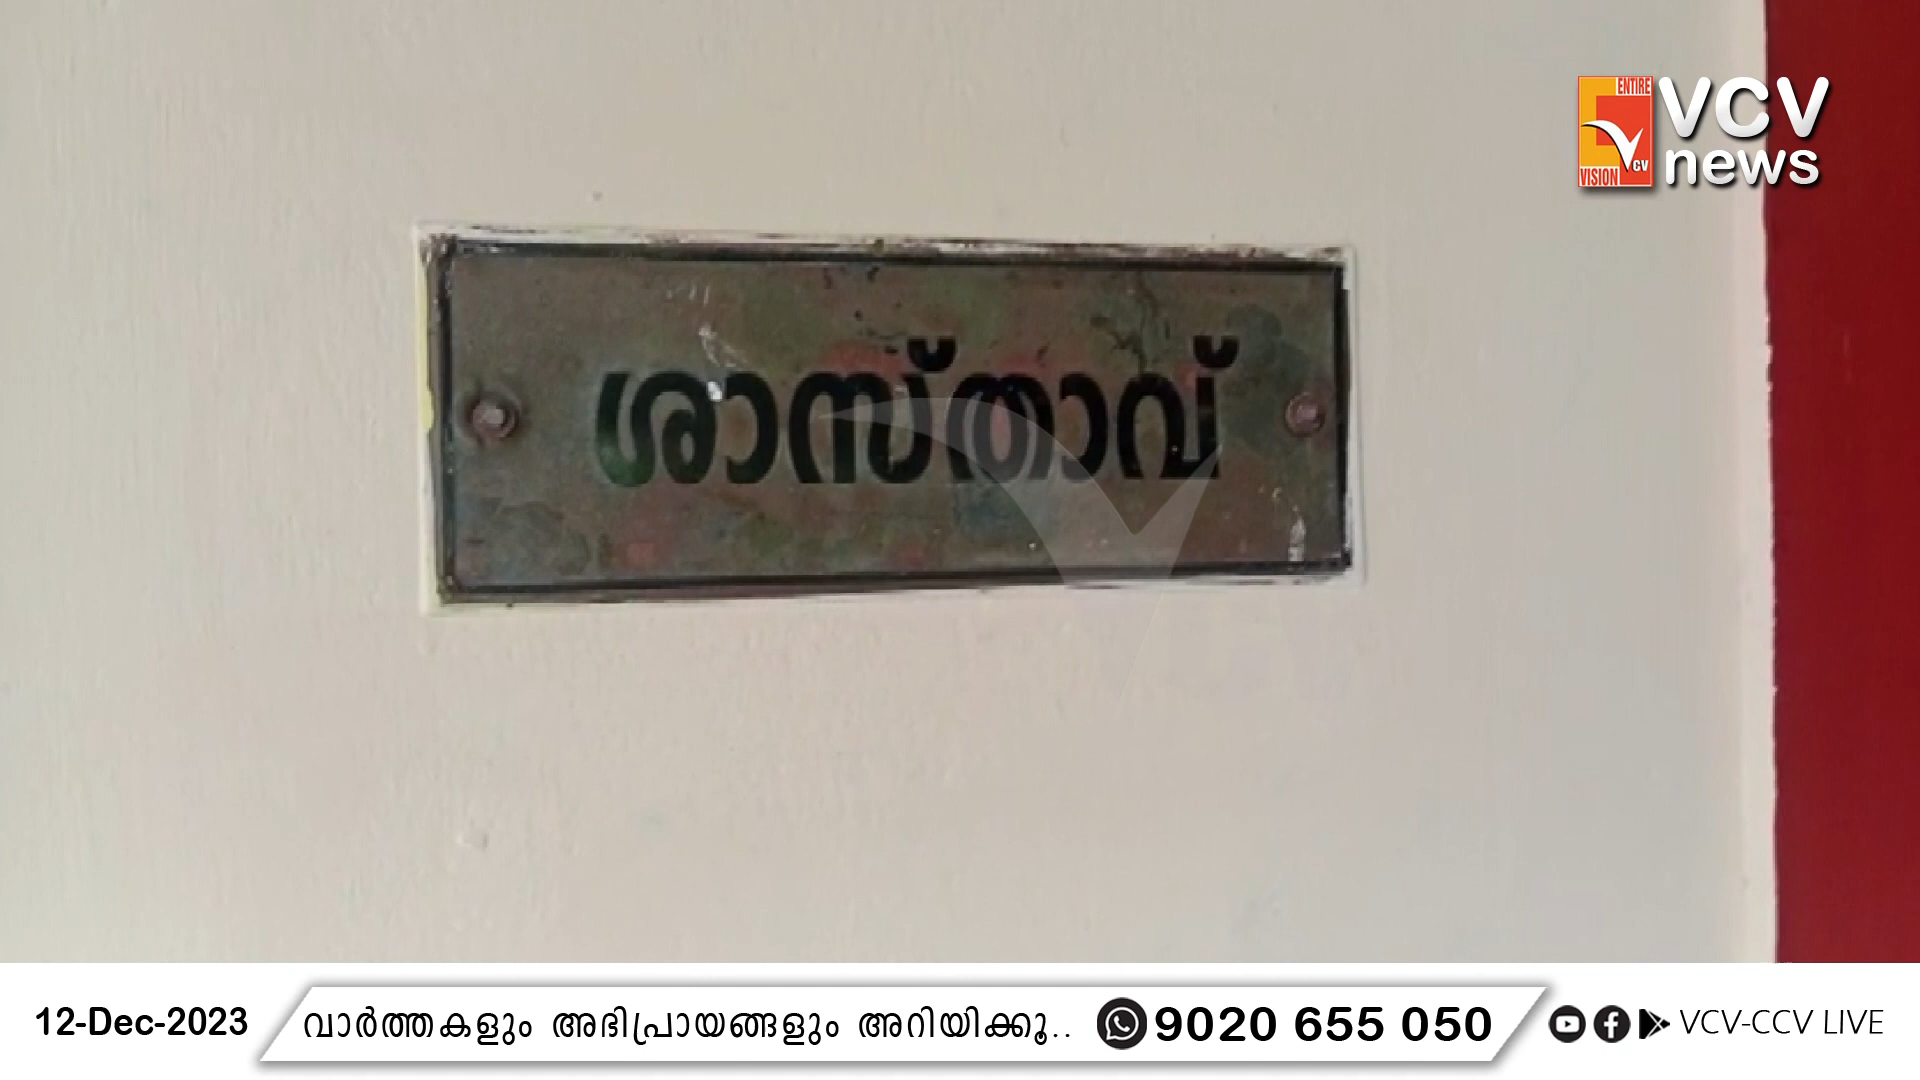 ENTIRE
VISION
CV
VCV
news
ശാസ്താവ്
12-Dec-2023
വാർത്തകളും അഭിപ്രായങ്ങളും അറിയിക്കൂ..
9020 655 050
VCV-CCV LIVE